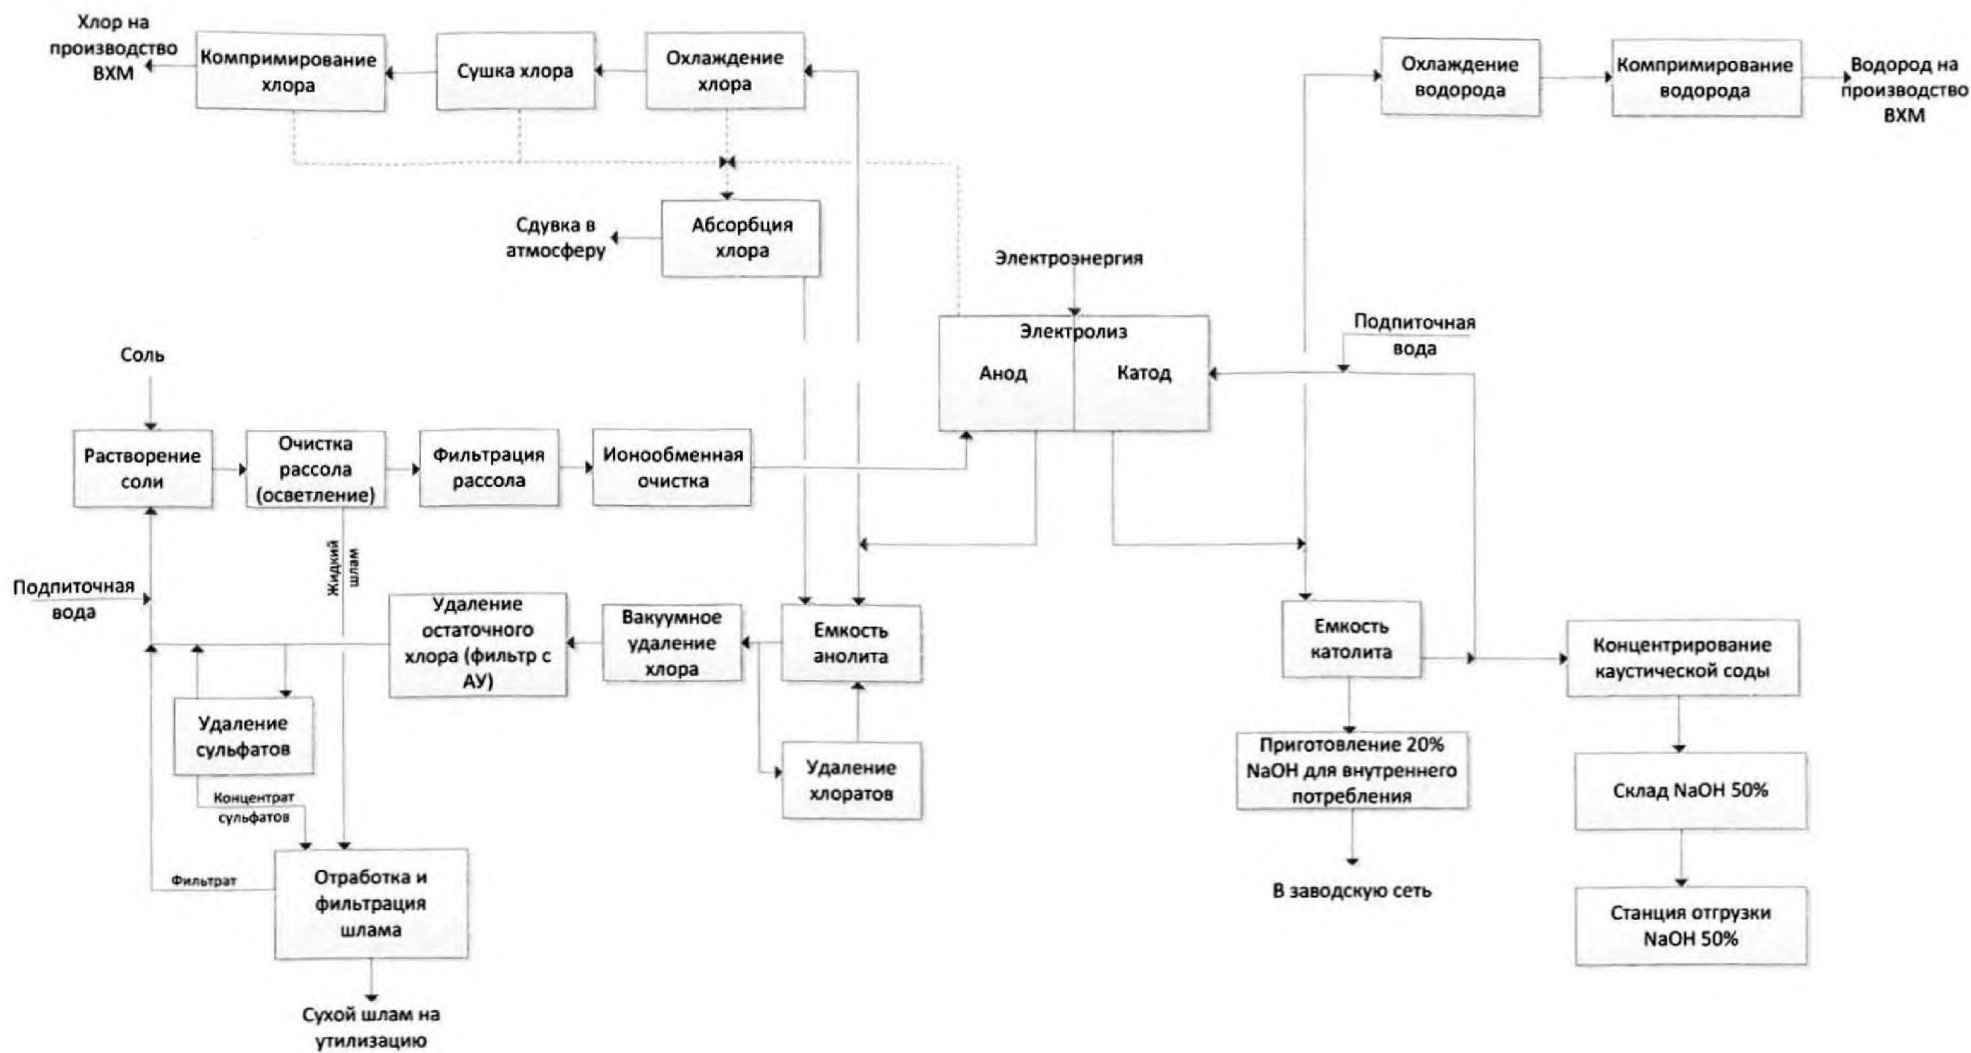 Хлор на
производство
ВХМ
Компримирование
хлора
Сушка хлора
Охлаждение
хлора
Охлаждение
водорода
Компримирование
водорода
Водород на
производство
ВХМ
Сдувка в
атмосферу
Абсорбция
хлора
Электроэнергия
Электролиз
Анод
Катод
Подпиточная
вода
Соль
Растворение
соли
Очистка
рассола
(осветление)
Фильтрация
рассола
Ионообменная
очистка
Жидкий
шлам
Подпиточная
вода
Удаление
остаточного
хлора (фильтр с
АУ)
Вакуумное
удаление
хлора
Емкость
анолита
Емкость
католита
Концентрирование
каустической соды
Удаление
сульфатов
Удаление
хлоратов
Приготовление 20%
NaOH для внутреннего
потребления
Склад NaOH 50%
Концентрат
сульфатов
Фильтрат
Отработка и
фильтрация
шлама
В заводскую сеть
Станция отгрузки
NaOH 50%
Сухой шлам на
утилизацию